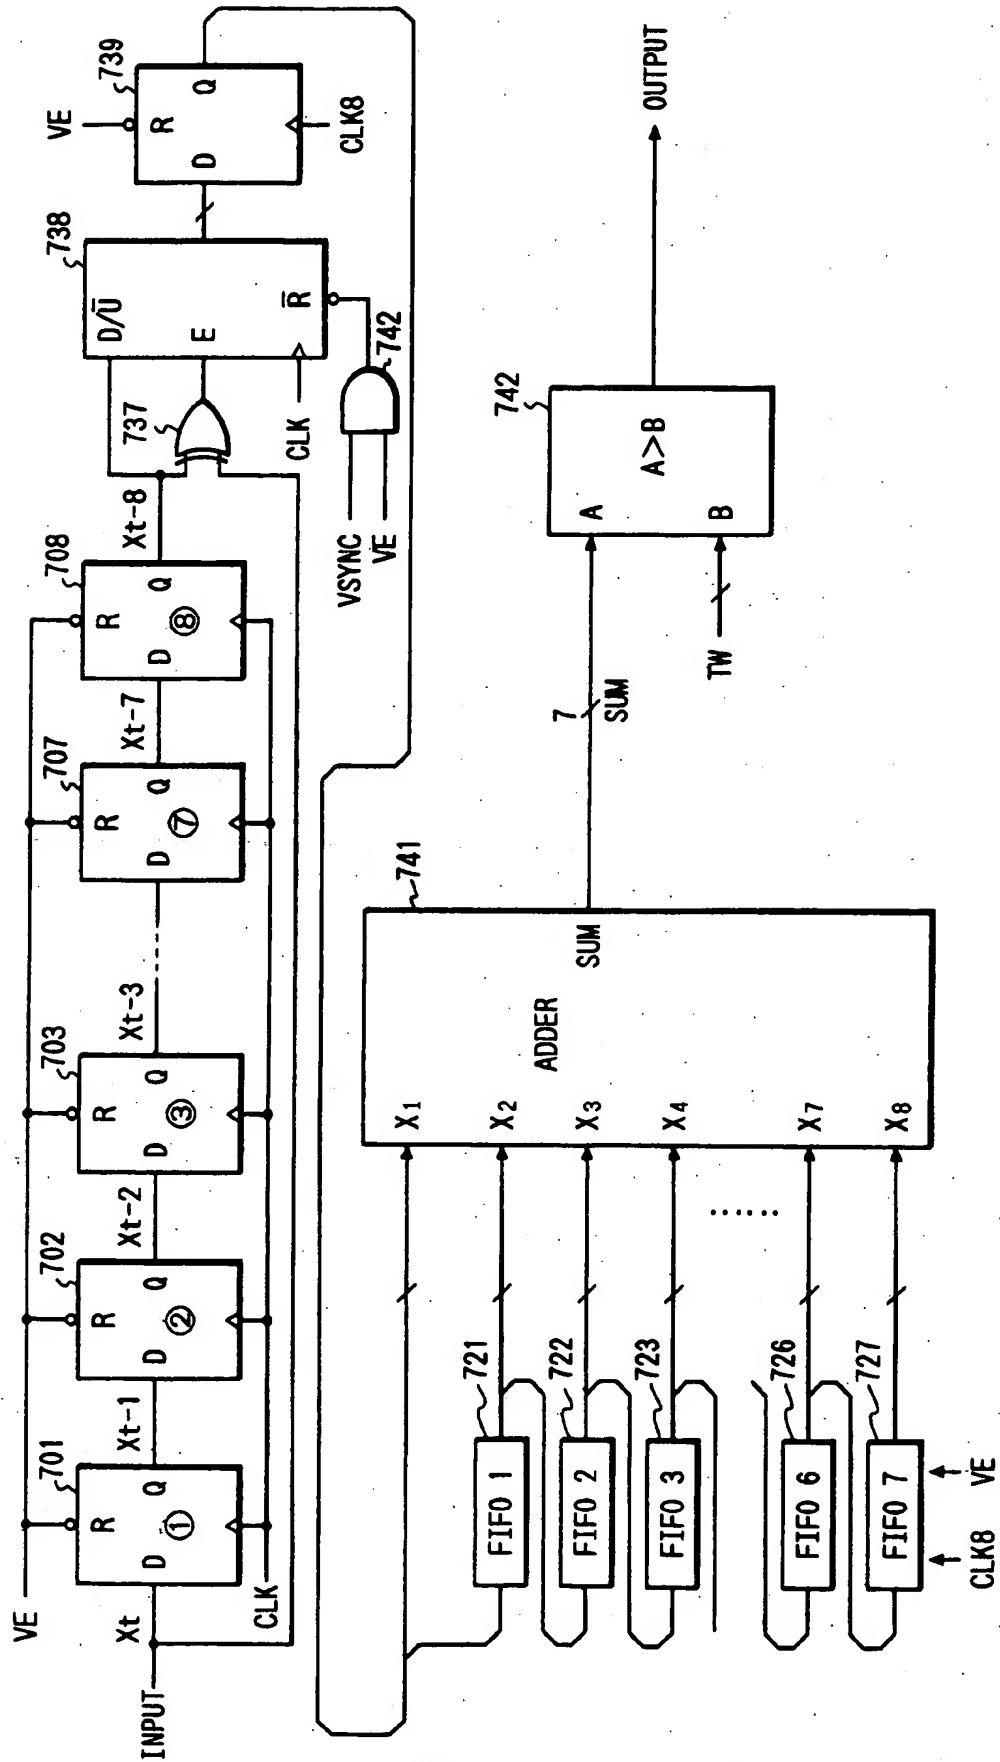 INPUT
VE
CLK
Xt
701
D R Q
①
Xt-1
702
D R Q
②
Xt-2
703
D R Q
③
Xt-3
707
D R Q
⑦
Xt-7
708
D R Q
⑧
Xt-8
737
738
D/U̅
E
R̅
CLK
VSYNC
VE
742
739
VE
D R Q
CLK8
721
FIFO 1
722
FIFO 2
723
FIFO 3
726
FIFO 6
727
FIFO 7
CLK8
VE
741
X1
X2
X3
X4
X7
X8
ADDER
SUM
7
SUM
TW
742
A
B
A>B
OUTPUT